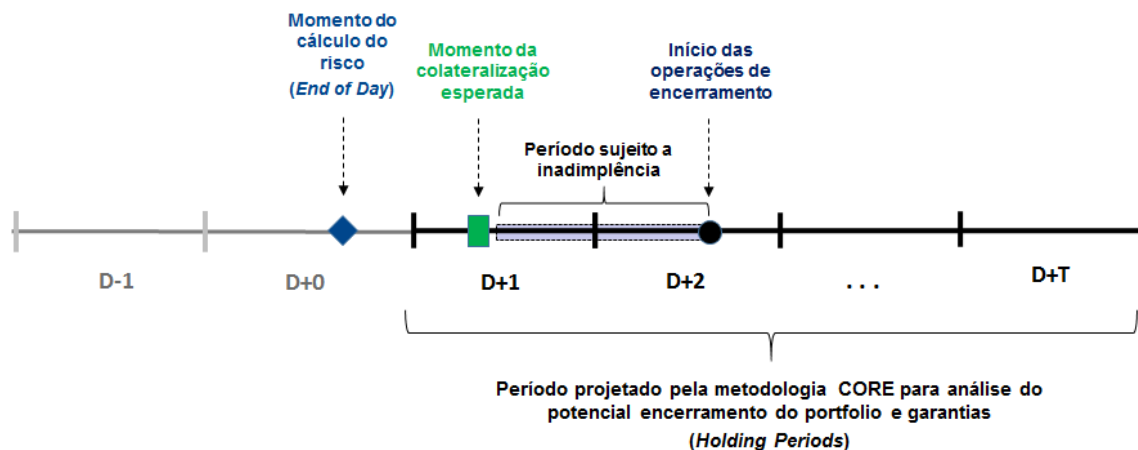 Momento do
cálculo do
risco
(End of Day)
Momento da
colateralização
esperada
Início das
operações de
encerramento
Período sujeito a
inadimplência
D-1
D+0
D+1
D+2
...
D+T
Período projetado pela metodologia CORE para análise do
potencial encerramento do portfolio e garantias
(Holding Periods)